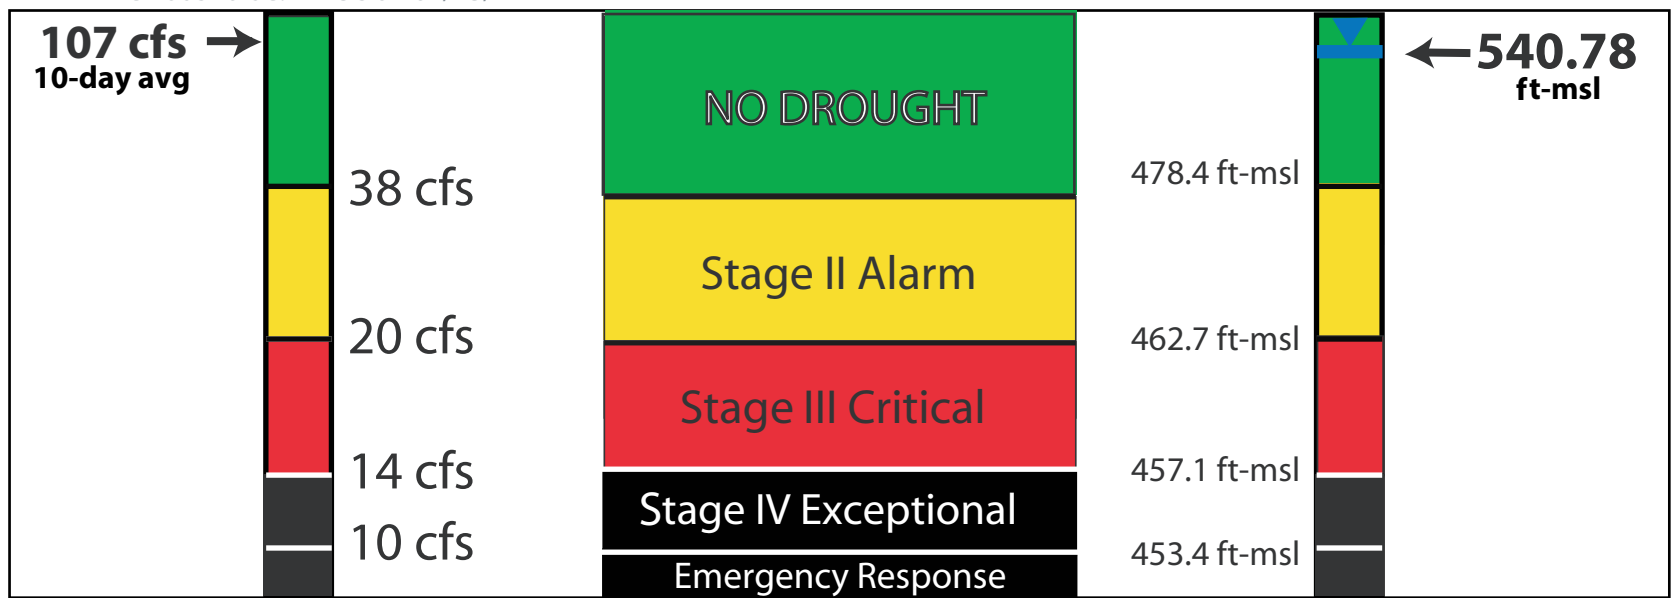 107 cfs
10-day avg
38 cfs
20 cfs
14 cfs
10 cfs
NO DROUGHT
Stage II Alarm
Stage III Critical
Stage IV Exceptional
Emergency Response
478.4 ft-msl
462.7 ft-msl
457.1 ft-msl
453.4 ft-msl
540.78
ft-msl